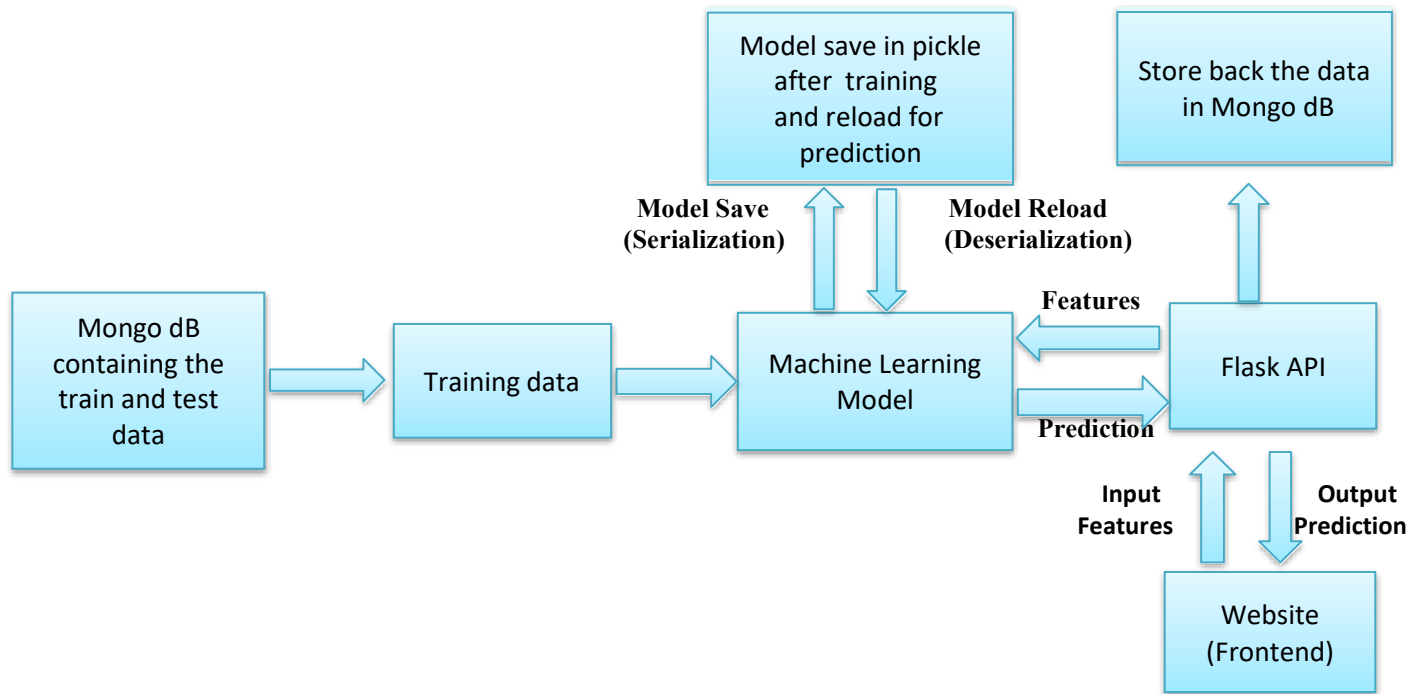 Model save in pickle
after training
and reload for
prediction
Store back the data
in Mongo dB
Model Save
(Serialization)
Model Reload
(Deserialization)
Mongo dB
containing the
train and test
data
Training data
Machine Learning
Model
Features
Prediction
Flask API
Input
Features
Output
Prediction
Website
(Frontend)